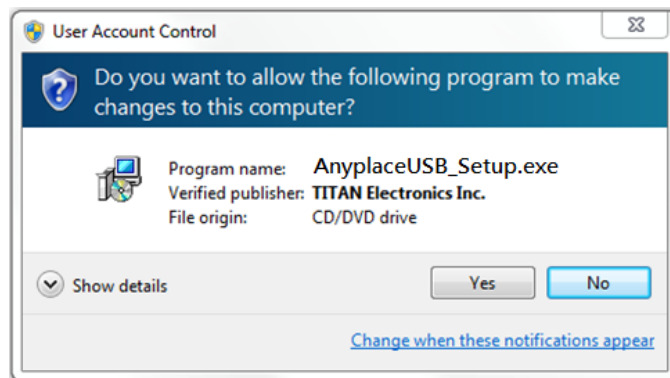 User Account Control
Do you want to allow the following program to make
changes to this computer?
Program name: AnyplaceUSB_Setup.exe
Verified publisher: TITAN Electronics Inc.
File origin: CD/DVD drive
Show details
Yes No
Change when these notifications appear